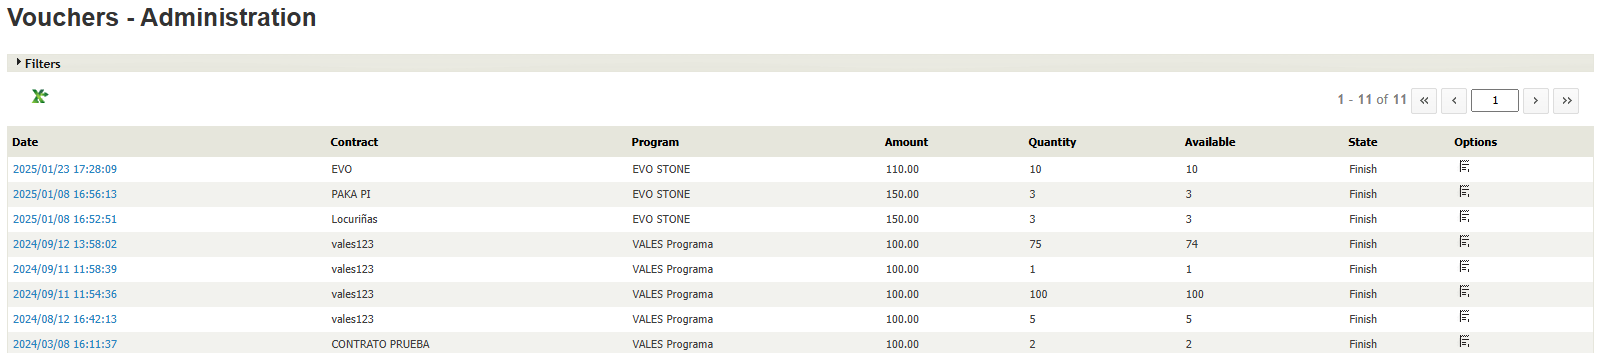 Vouchers - Administration
Filters
1 - 11 of 11 « ‹ 1 › »
Date Contract Program Amount Quantity Available State Options
2025/01/23 17:28:09 EVO EVO STONE 110.00 10 10 Finish
2025/01/08 16:56:13 PAKA PI EVO STONE 150.00 3 3 Finish
2025/01/08 16:52:51 Locuriñas EVO STONE 150.00 3 3 Finish
2024/09/12 13:58:02 vales123 VALES Programa 100.00 75 74 Finish
2024/09/11 11:58:39 vales123 VALES Programa 100.00 1 1 Finish
2024/09/11 11:54:36 vales123 VALES Programa 100.00 100 100 Finish
2024/08/12 16:42:13 vales123 VALES Programa 100.00 5 5 Finish
2024/03/08 16:11:37 CONTRATO PRUEBA VALES Programa 100.00 2 2 Finish